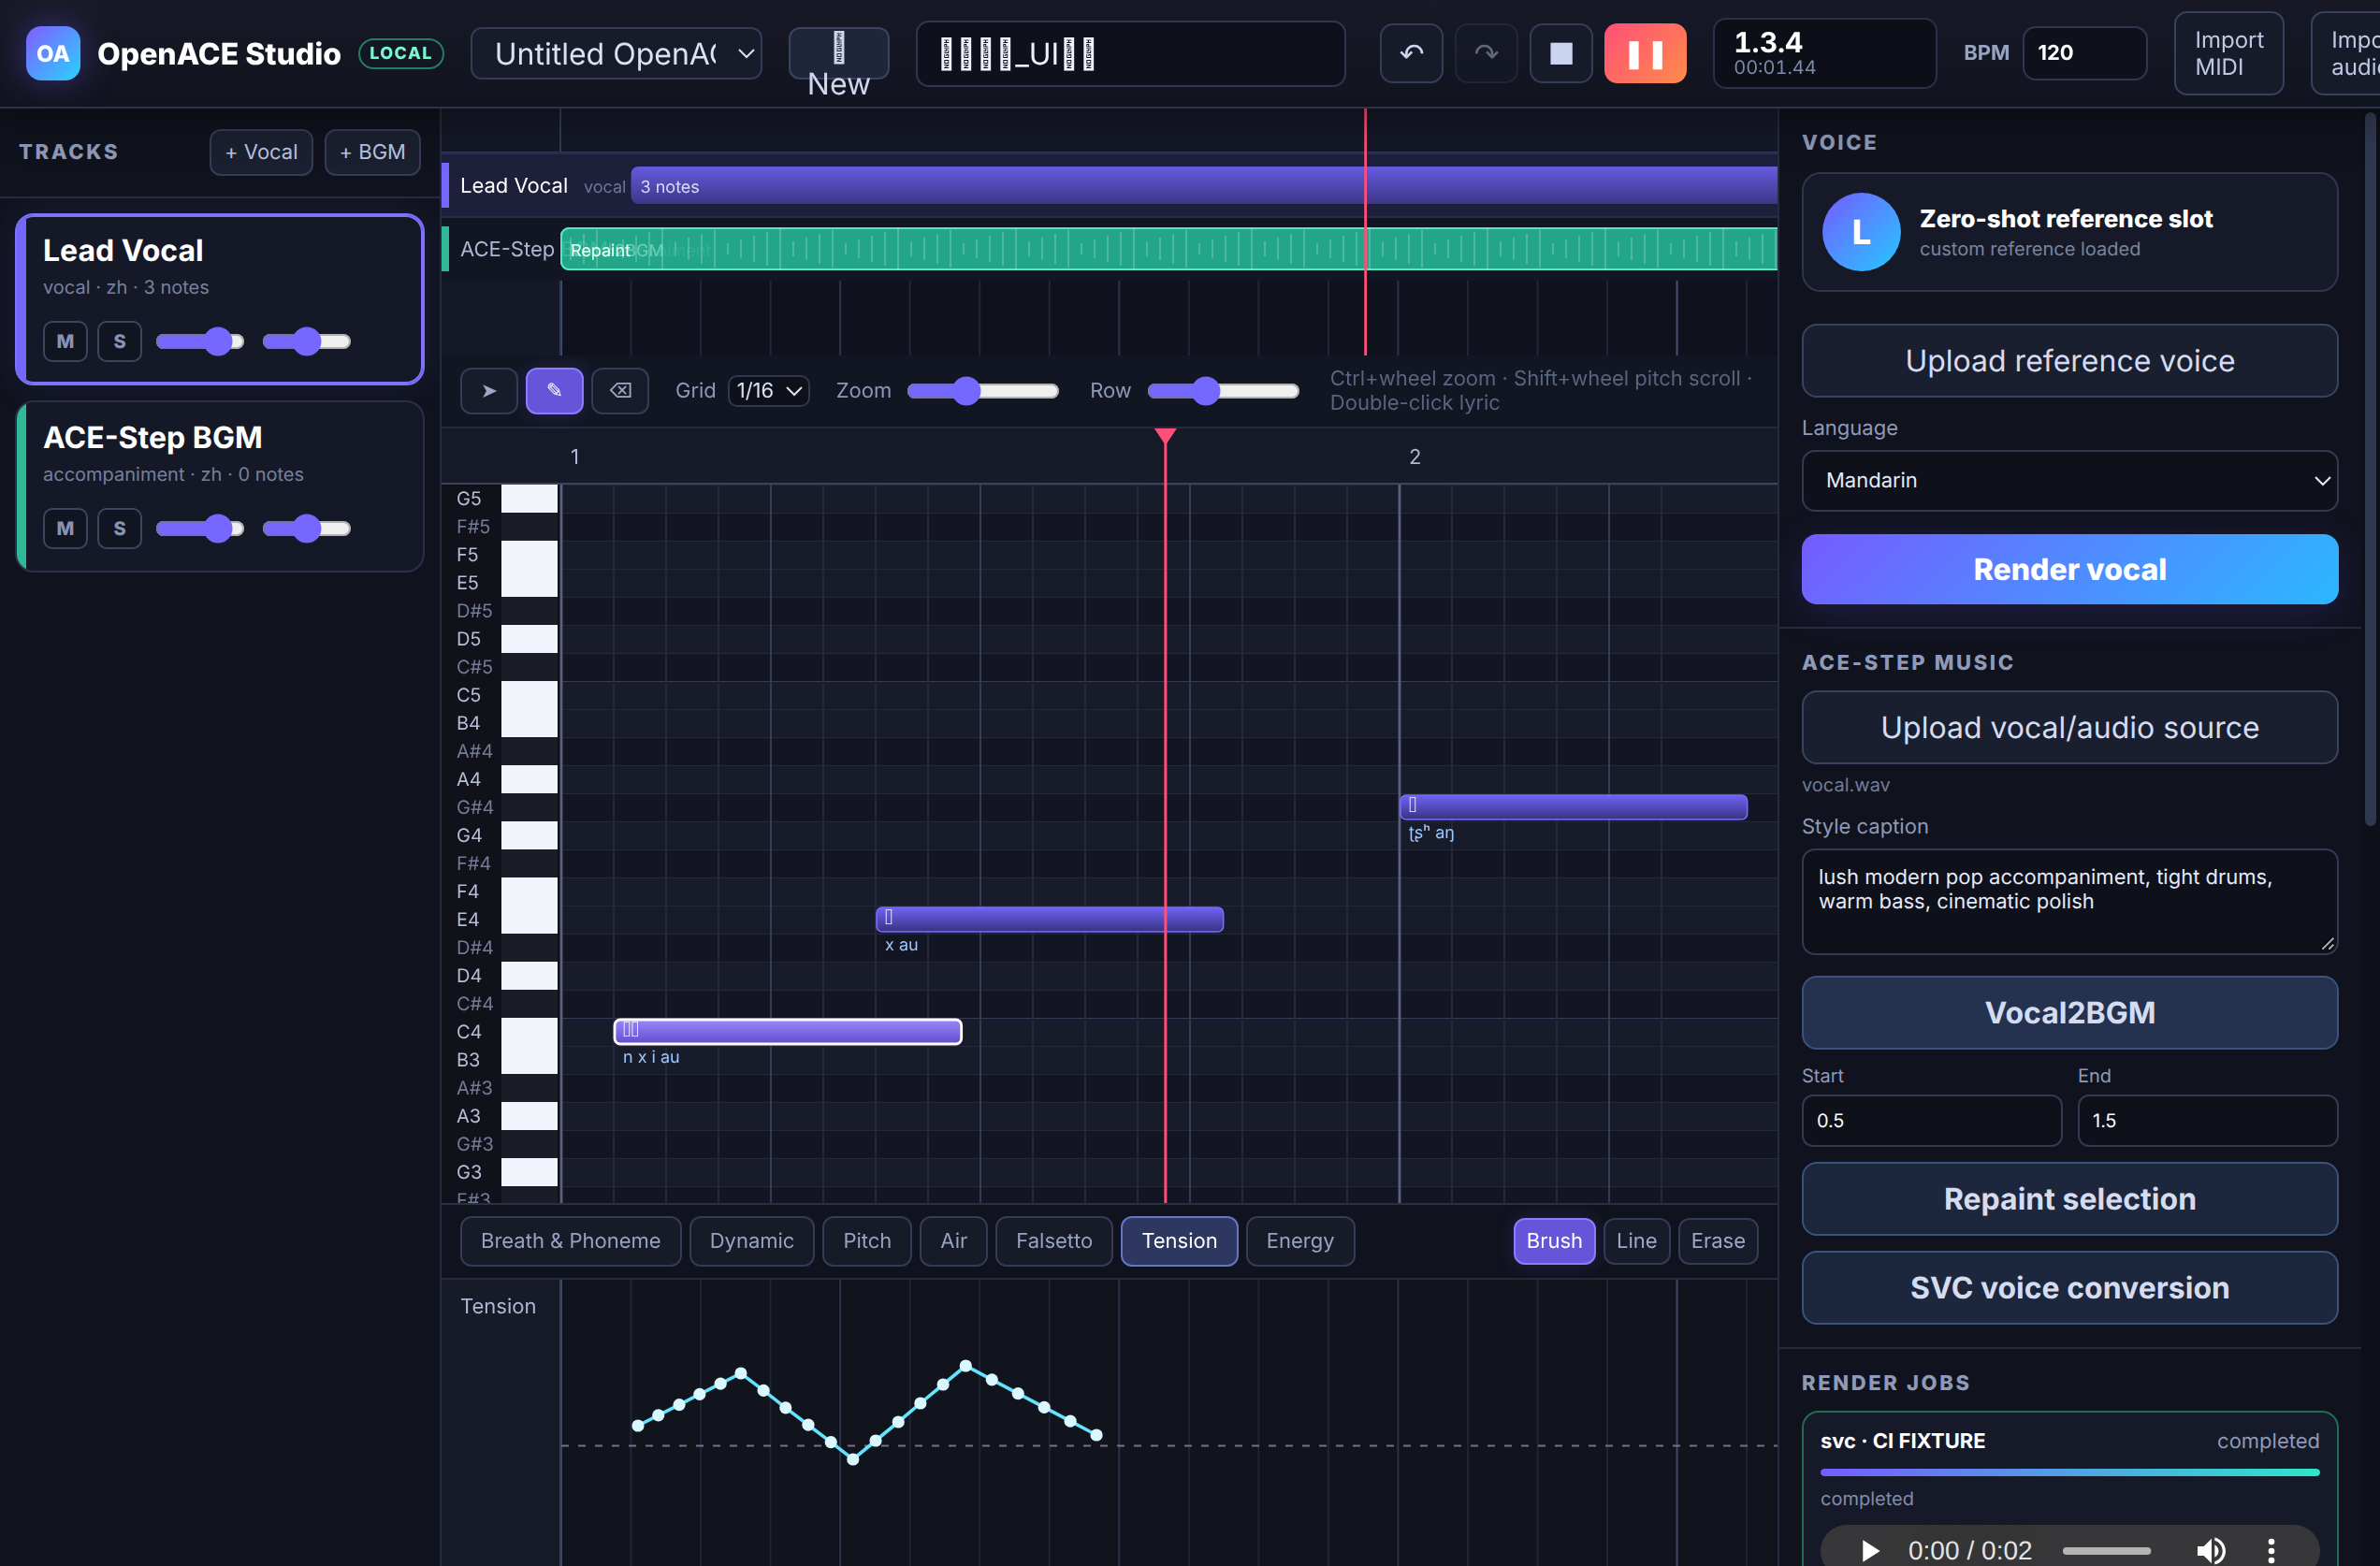 OA OpenACE Studio LOCAL
Untitled OpenAC
New
_UI
1.3.4
00:01.44
BPM 120
Import
MIDI
Impo
audi
TRACKS + Vocal + BGM
Lead Vocal
vocal · zh · 3 notes
M S
ACE-Step BGM
accompaniment · zh · 0 notes
M S
Lead Vocal vocal 3 notes
ACE-Step Repaint
Grid 1/16 Zoom Row
Ctrl+wheel zoom · Shift+wheel pitch scroll ·
Double-click lyric
1 2
G5
F#5
F5
E5
D#5
D5
C#5
C5
B4
A#4
A4
G#4
G4
tʂʰ aŋ
F#4
F4
E4
D#4
x au
D4
C#4
C4
B3
n x i au
A#3
A3
G#3
G3
F#3
Breath & Phoneme Dynamic Pitch Air Falsetto Tension Energy Brush Line Erase
Tension
VOICE
L
Zero-shot reference slot
custom reference loaded
Upload reference voice
Language
Mandarin
Render vocal
ACE-STEP MUSIC
Upload vocal/audio source
vocal.wav
Style caption
lush modern pop accompaniment, tight drums,
warm bass, cinematic polish
Vocal2BGM
Start End
0.5 1.5
Repaint selection
SVC voice conversion
RENDER JOBS
svc · CI FIXTURE completed
completed
0:00 / 0:02